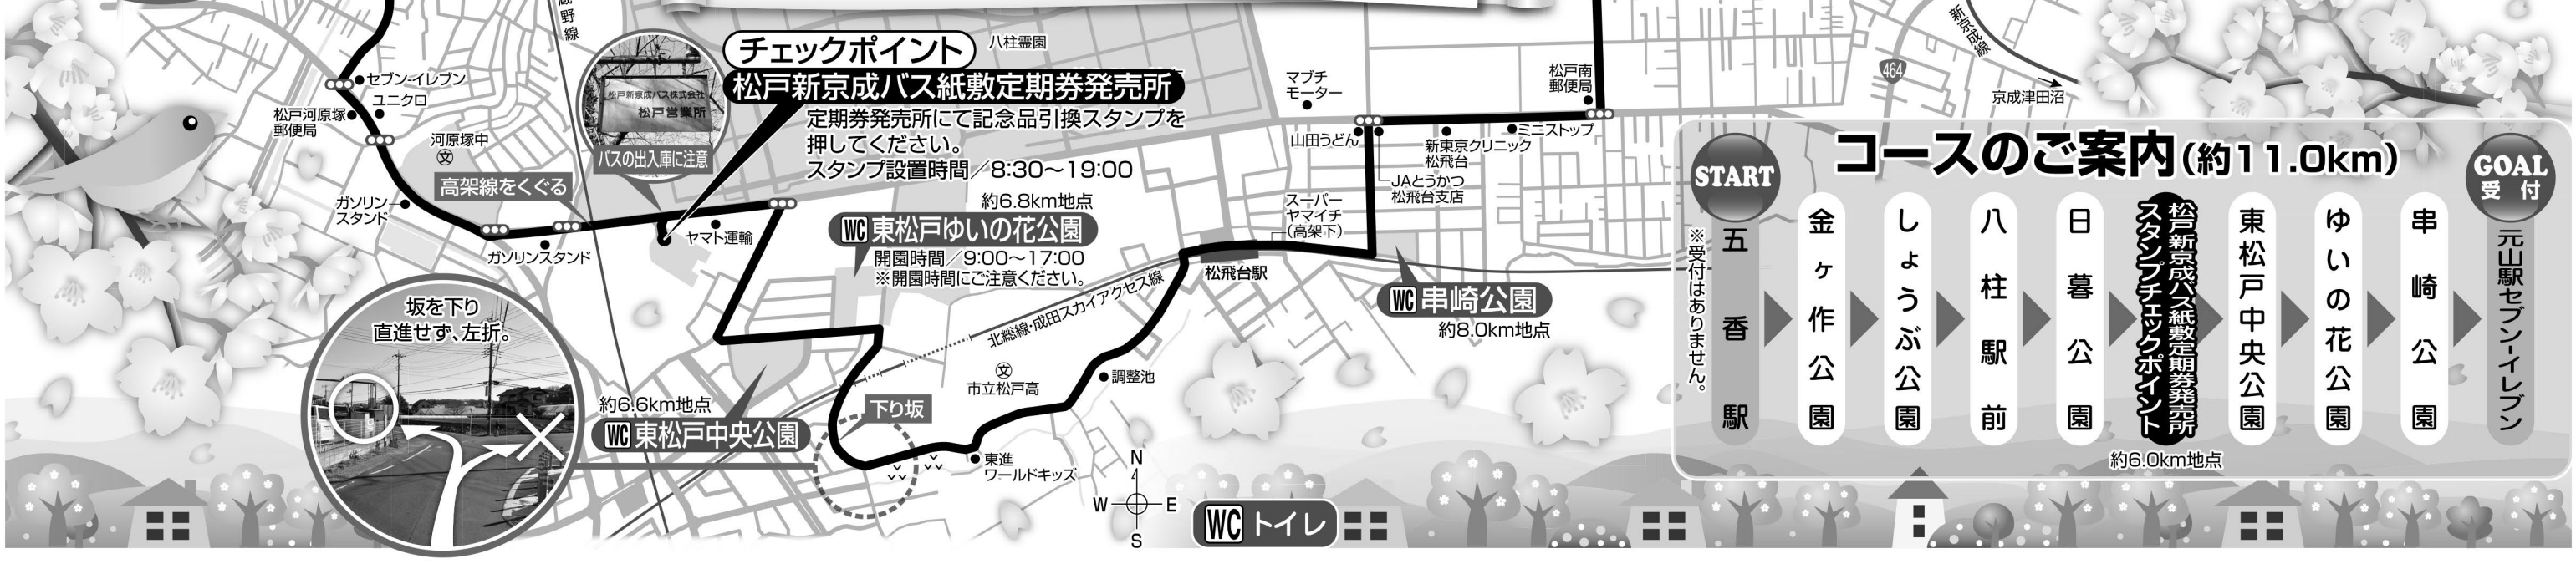 蔵野線
八柱霊園
チェックポイント
松戸新京成バス紙敷定期券発売所
定期券発売所にて記念品引換スタンプを
押してください。
スタンプ設置時間／8:30～19:00
松戸新京成バス株式会社
松戸営業所
バスの出入庫に注意
セブン-イレブン
ユニクロ
松戸河原塚
郵便局
河原塚中
文
高架線をくぐる
ガソリン
スタンド
ガソリンスタンド
ヤマト運輸
約6.8km地点
WC 東松戸ゆいの花公園
開園時間／9:00～17:00
※開園時間にご注意ください。
マブチ
モーター
山田うどん
松戸南
郵便局
ミニストップ
新東京クリニック
松飛台
JAとうかつ
松飛台支店
スーパー
ヤマイチ
(高架下)
松飛台駅
北総線・成田スカイアクセス線
WC 串崎公園
約8.0km地点
文
市立松戸高
調整池
下り坂
東進
ワールドキッズ
約6.6km地点
WC 東松戸中央公園
坂を下り
直進せず、左折。
N
W
E
S
WC トイレ
新京成線
464
京成津田沼
コースのご案内(約11.0km)
START
五香駅
※受付はありません。
金ヶ作公園
しょうぶ公園
八柱駅前
日暮公園
松戸新京成バス紙敷定期券発売所
スタンプチェックポイント
約6.0km地点
東松戸中央公園
ゆいの花公園
串崎公園
GOAL
受付
元山駅セブン-イレブン